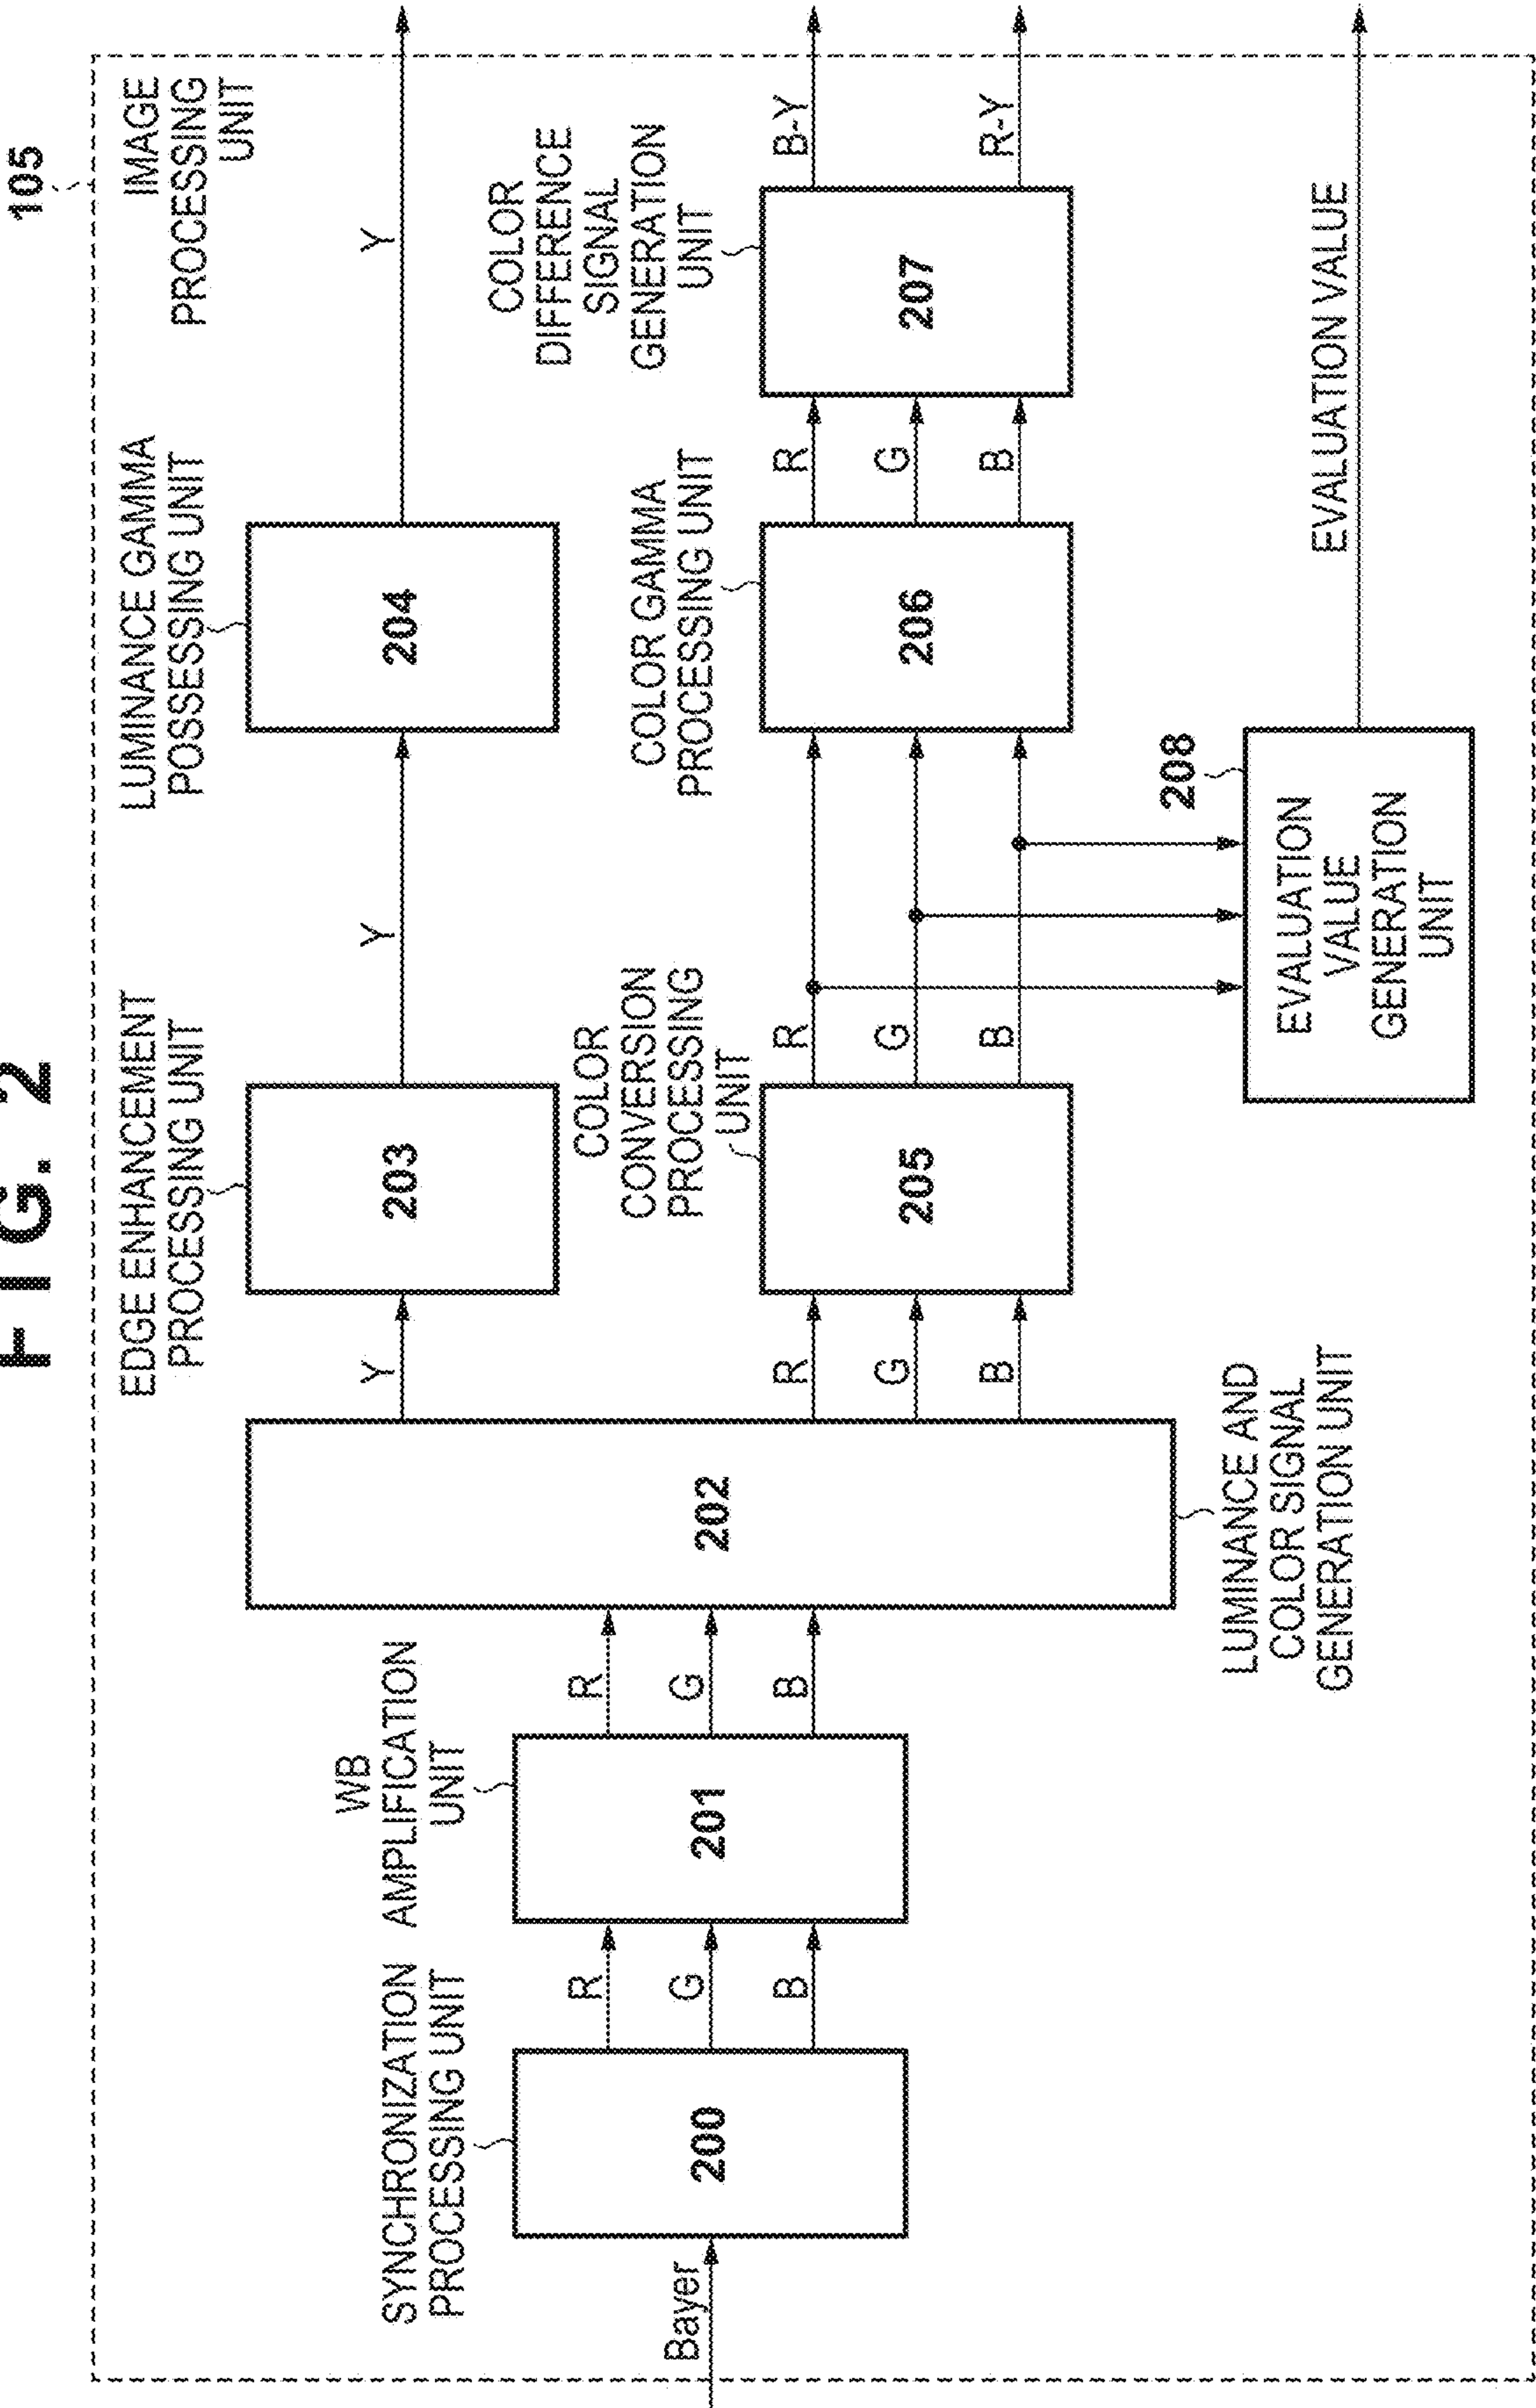 FIG. 2
105
IMAGE
PROCESSING
UNIT
EDGE ENHANCEMENT
PROCESSING UNIT
LUMINANCE GAMMA
POSSESSING UNIT
Y
203
Y
204
Y
SYNCHRONIZATION
PROCESSING UNIT
WB
AMPLIFICATION
UNIT
COLOR
CONVERSION
PROCESSING
UNIT
COLOR GAMMA
PROCESSING UNIT
COLOR
DIFFERENCE
SIGNAL
GENERATION
UNIT
Bayer
200
R
G
B
201
R
G
B
202
R
G
B
205
R
G
B
206
R
G
B
207
B-Y
R-Y
LUMINANCE AND
COLOR SIGNAL
GENERATION UNIT
208
EVALUATION
VALUE
GENERATION
UNIT
EVALUATION VALUE